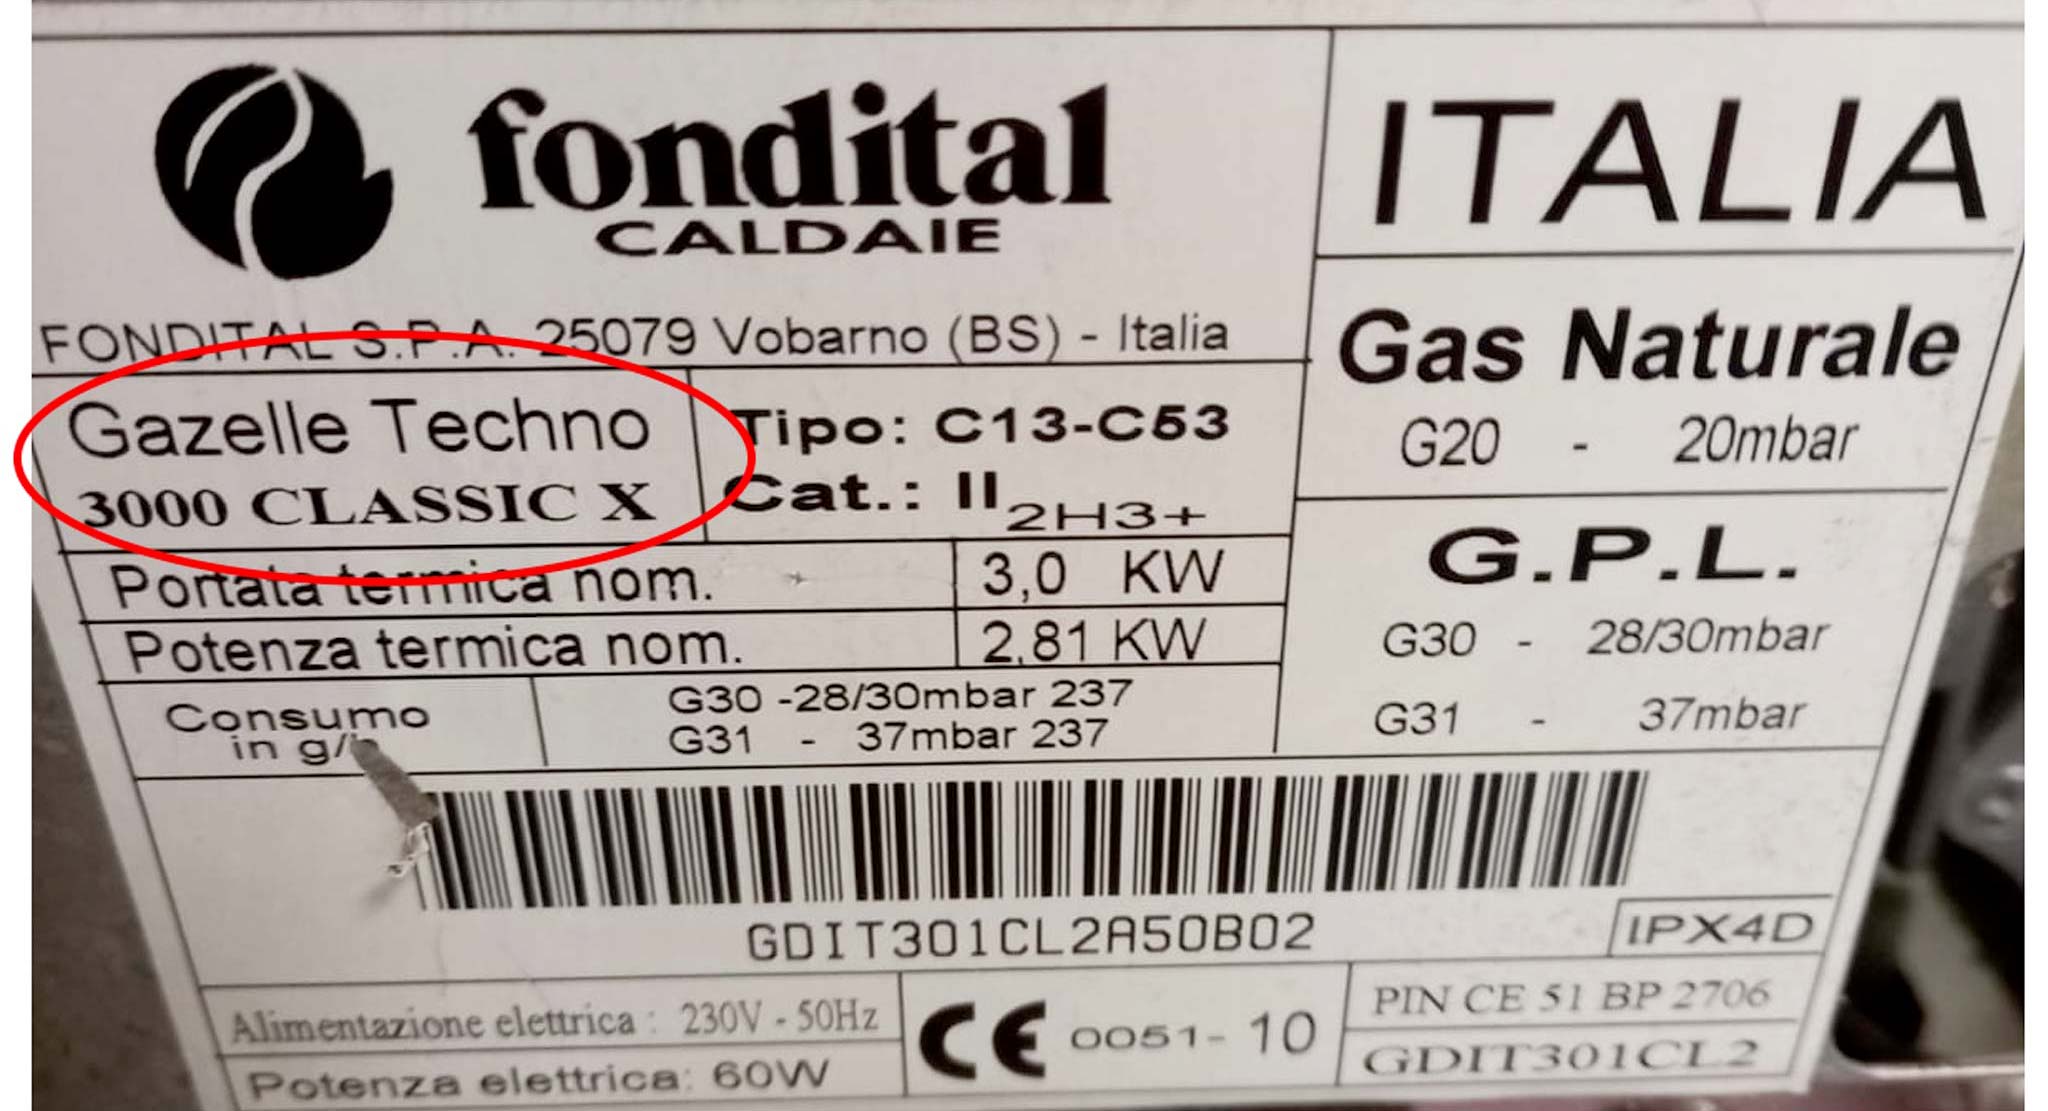 fondital
CALDAIE
FONDITAL S.P.A. 25079 Vobarno (BS) - Italia
Gazelle Techno
3000 CLASSIC X
Tipo: C13-C53
Cat.: II2H3+
Portata termica nom. 3,0 KW
Potenza termica nom. 2,81 KW
Consumo
in g/h
G30 -28/30mbar 237
G31 - 37mbar 237
ITALIA
Gas Naturale
G20 - 20mbar
G.P.L.
G30 - 28/30mbar
G31 - 37mbar
GDIT301CL2A50B02
IPX4D
Alimentazione elettrica : 230V - 50Hz
Potenza elettrica: 60W
CE 0051- 10
PIN CE 51 BP 2706
GDIT301CL2